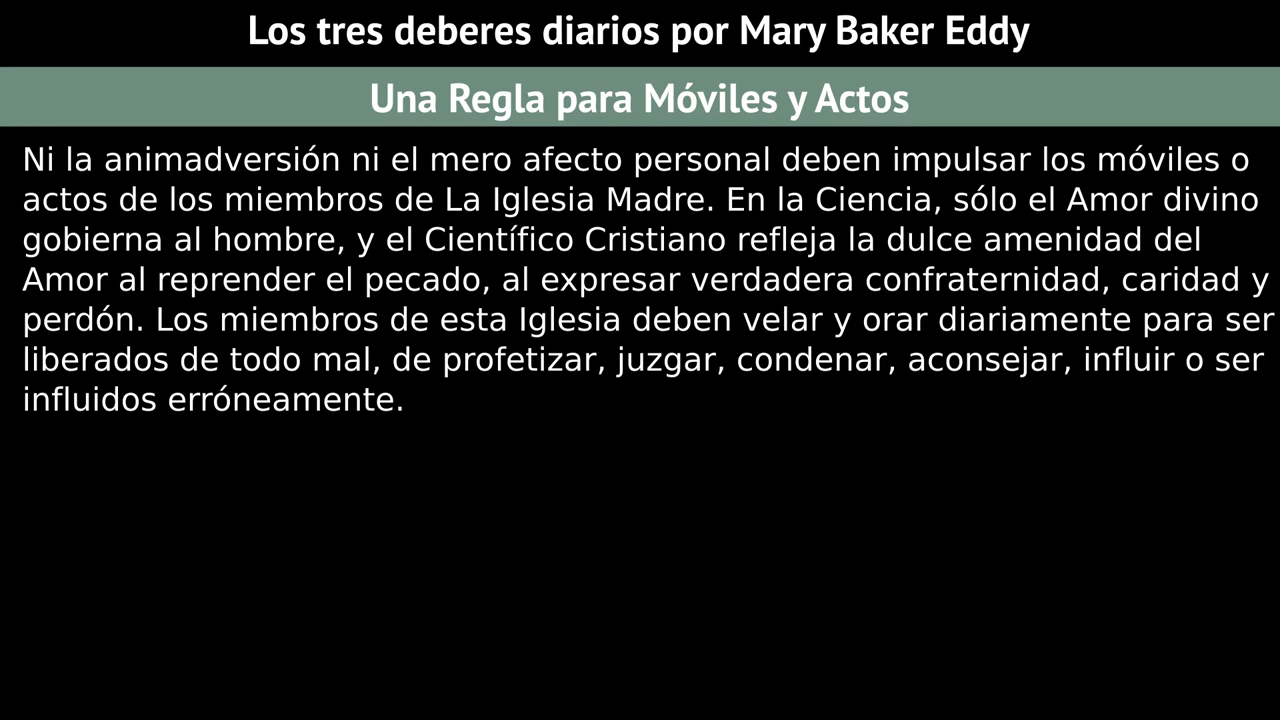 Los tres deberes diarios por Mary Baker Eddy
Una Regla para Móviles y Actos
Ni la animadversión ni el mero afecto personal deben impulsar los móviles o
actos de los miembros de La Iglesia Madre. En la Ciencia, sólo el Amor divino
gobierna al hombre, y el Científico Cristiano refleja la dulce amenidad del
Amor al reprender el pecado, al expresar verdadera confraternidad, caridad y
perdón. Los miembros de esta Iglesia deben velar y orar diariamente para ser
liberados de todo mal, de profetizar, juzgar, condenar, aconsejar, influir o ser
influidos erróneamente.